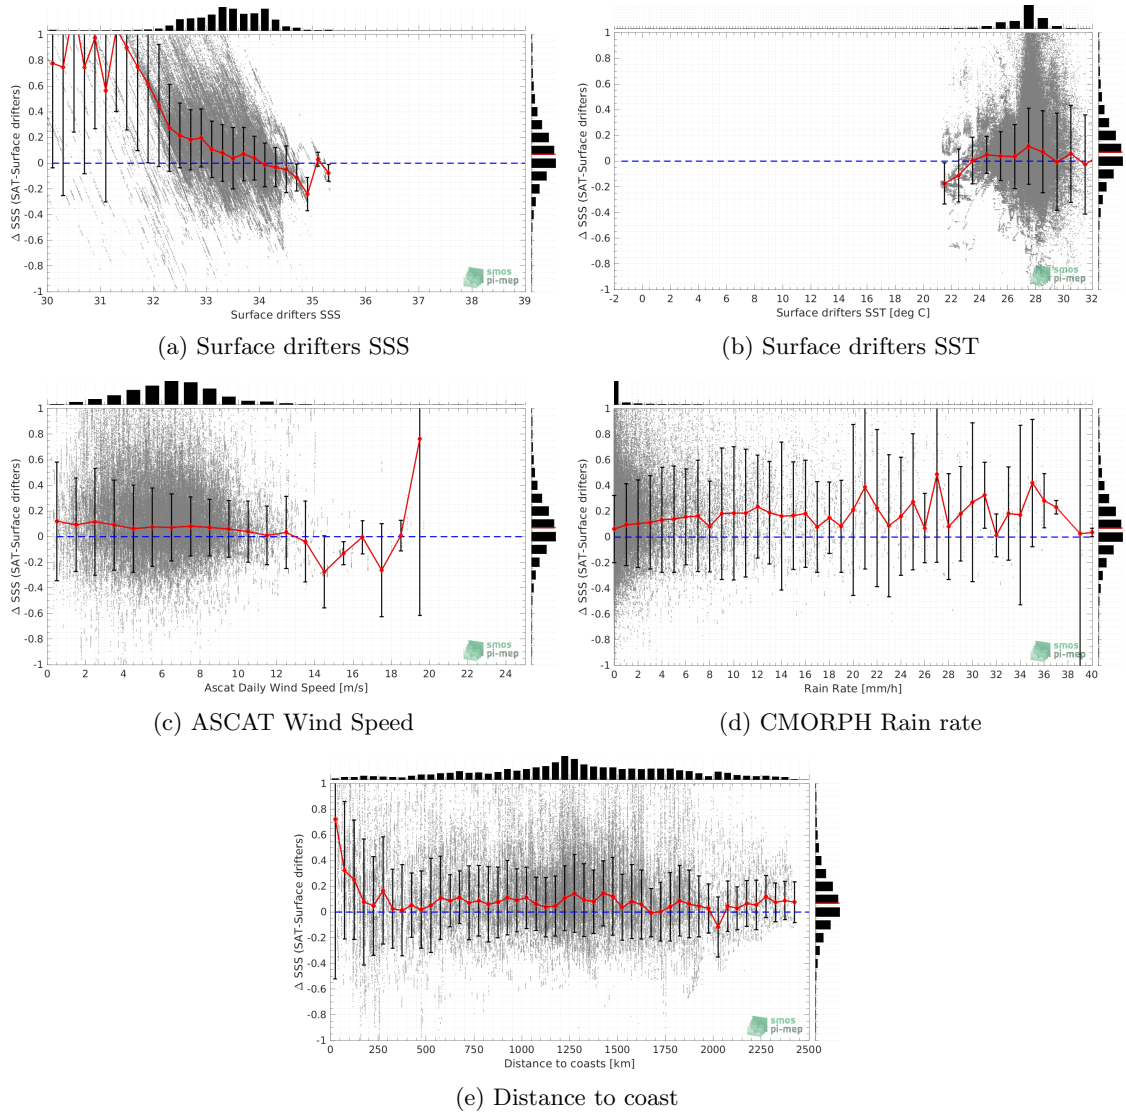 1
0.8
0.6
0.4
0.2
0
-0.2
-0.4
-0.6
-0.8
-1
Δ SSS (SAT-Surface drifters)
30 31 32 33 34 35 36 37 38 39
Surface drifters SSS
smos
pi-mep
(a) Surface drifters SSS
1
0.8
0.6
0.4
0.2
0
-0.2
-0.4
-0.6
-0.8
-1
Δ SSS (SAT-Surface drifters)
-2 0 2 4 6 8 10 12 14 16 18 20 22 24 26 28 30 32
Surface drifters SST [deg C]
smos
pi-mep
(b) Surface drifters SST
1
0.8
0.6
0.4
0.2
0
-0.2
-0.4
-0.6
-0.8
-1
Δ SSS (SAT-Surface drifters)
0 2 4 6 8 10 12 14 16 18 20 22 24
Ascat Daily Wind Speed [m/s]
smos
pi-mep
(c) ASCAT Wind Speed
1
0.8
0.6
0.4
0.2
0
-0.2
-0.4
-0.6
-0.8
-1
Δ SSS (SAT-Surface drifters)
0 2 4 6 8 10 12 14 16 18 20 22 24 26 28 30 32 34 36 38 40
Rain Rate [mm/h]
smos
pi-mep
(d) CMORPH Rain rate
1
0.8
0.6
0.4
0.2
0
-0.2
-0.4
-0.6
-0.8
-1
Δ SSS (SAT-Surface drifters)
0 250 500 750 1000 1250 1500 1750 2000 2250 2500
Distance to coasts [km]
smos
pi-mep
(e) Distance to coast